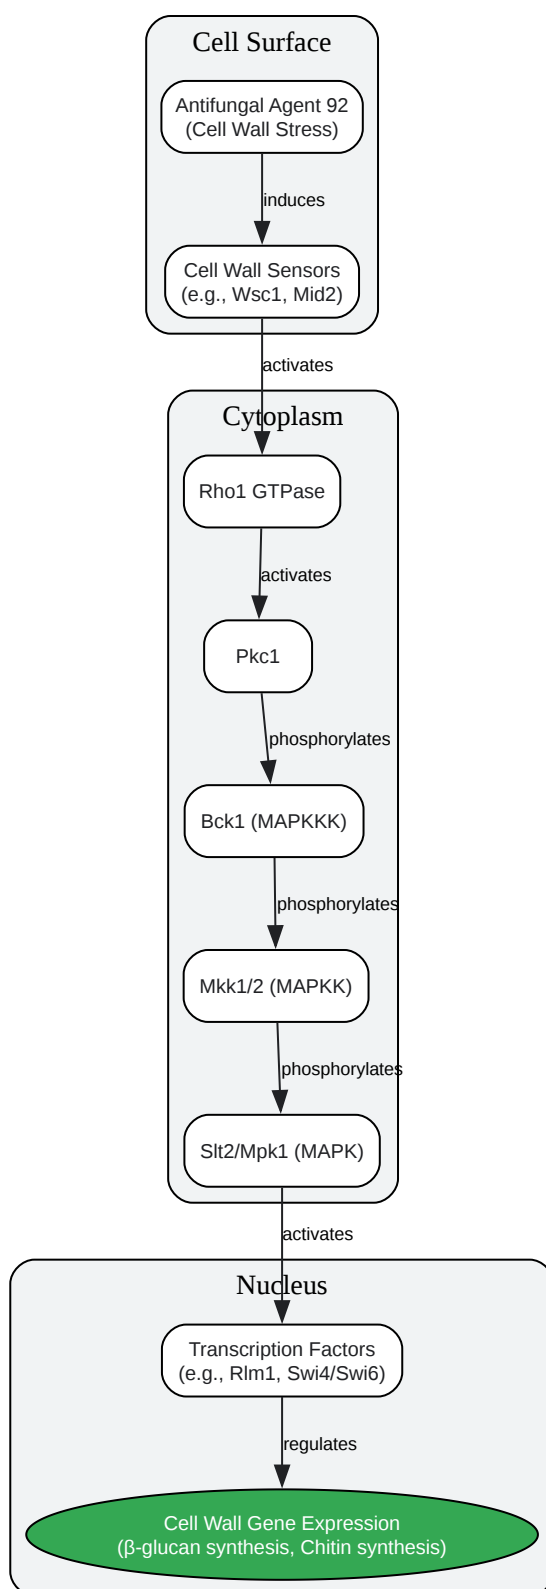 Cell Surface
Antifungal Agent 92
(Cell Wall Stress)
induces
Cell Wall Sensors
(e.g., Wsc1, Mid2)
activates
Cytoplasm
Rho1 GTPase
activates
Pkc1
phosphorylates
Bck1 (MAPKKK)
phosphorylates
Mkk1/2 (MAPKK)
phosphorylates
Slt2/Mpk1 (MAPK)
activates
Nucleus
Transcription Factors
(e.g., Rlm1, Swi4/Swi6)
regulates
Cell Wall Gene Expression
(β-glucan synthesis, Chitin synthesis)